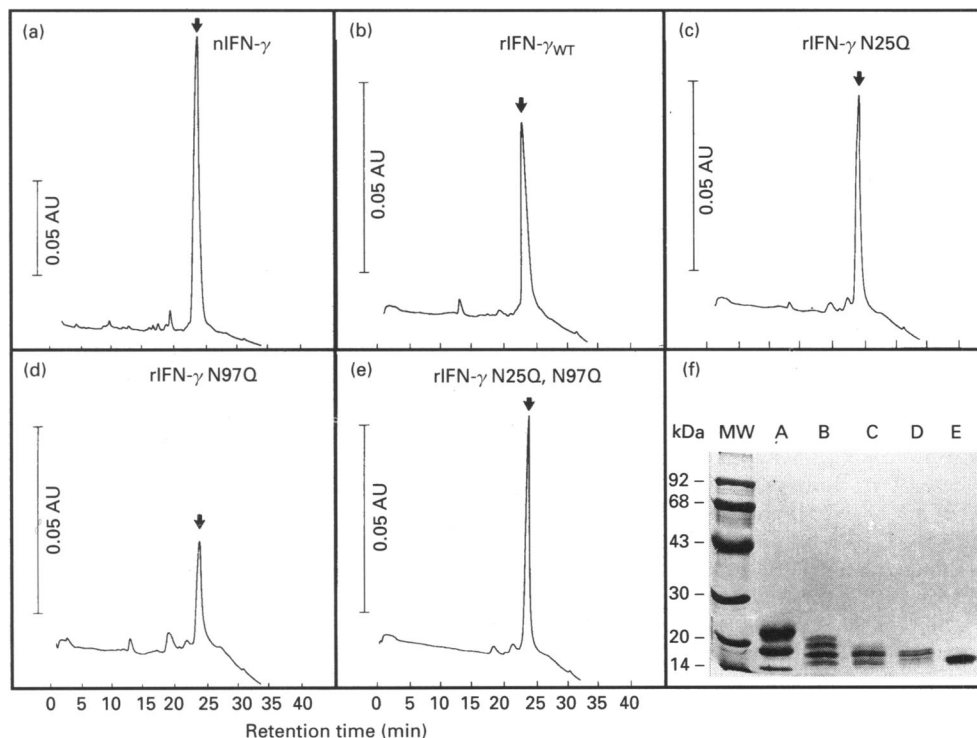 (a)
nIFN-γ
0.05 AU
(b)
rIFN-γWT
0.05 AU
(c)
rIFN-γ N25Q
0.05 AU
(d)
rIFN-γ N97Q
0.05 AU
0 5 10 15 20 25 30 35 40
(e)
rIFN-γ N25Q, N97Q
0.05 AU
0 5 10 15 20 25 30 35 40
Retention time (min)
(f)
kDa MW A B C D E
92 –
68 –
43 –
30 –
20 –
14 –